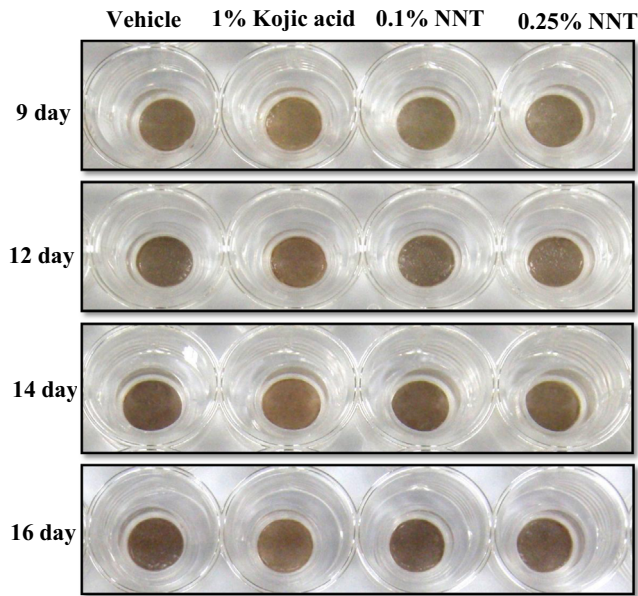 Vehicle 1% Kojic acid 0.1% NNT 0.25% NNT
9 day
12 day
14 day
16 day